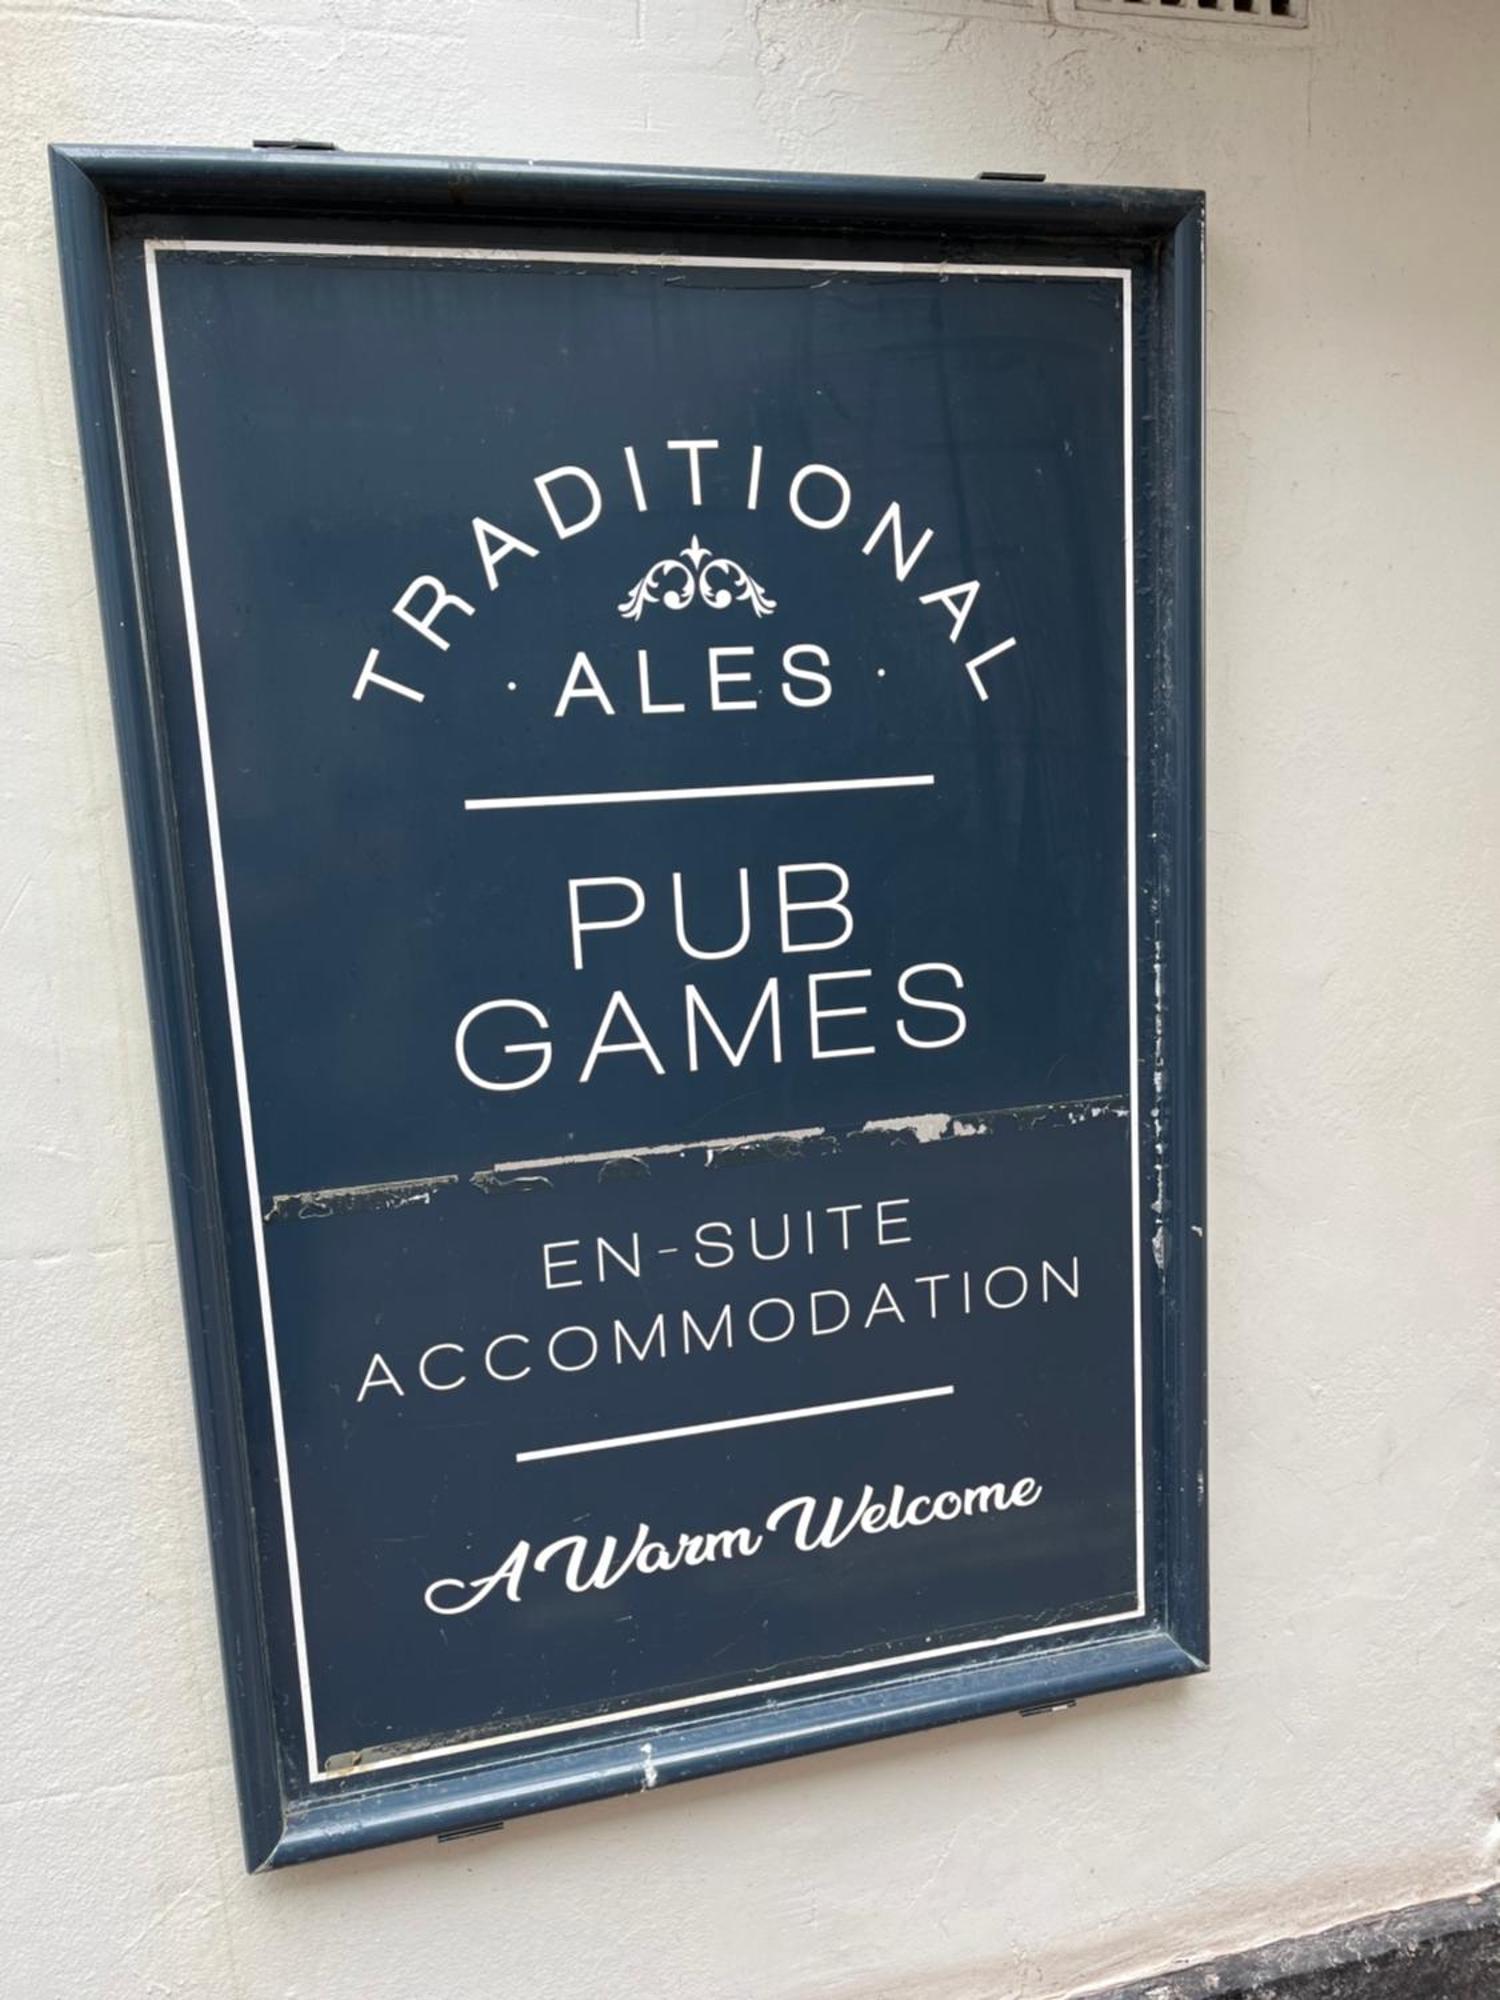 TRADITIONAL
· ALES ·
PUB
GAMES
EN-SUITE
ACCOMMODATION
A Warm Welcome